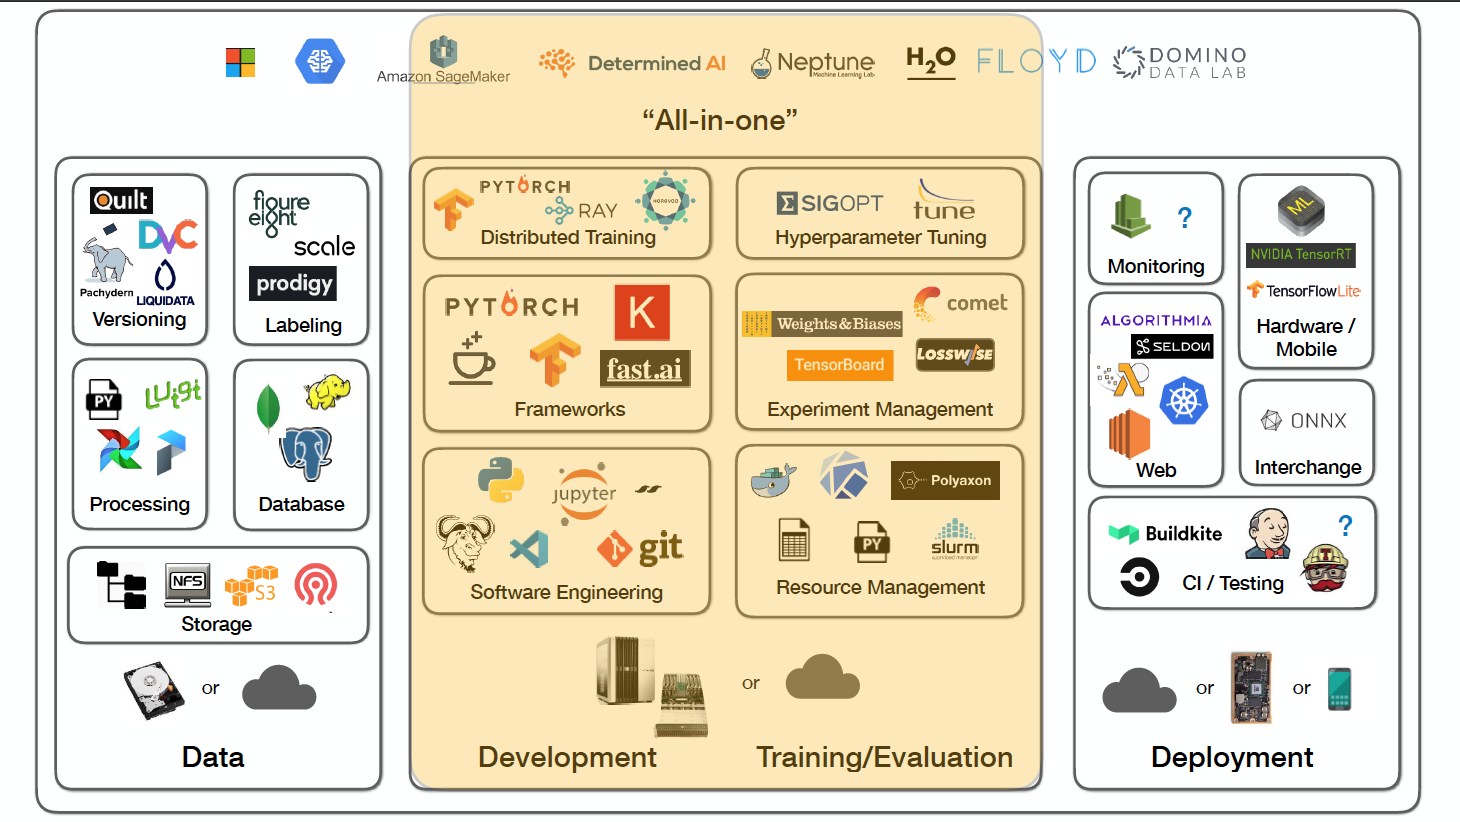 Amazon SageMaker
Determined AI
Neptune
Machine Learning Lab
H2O
FLOYD
DOMINO
DATA LAB
“All-in-one”
Quilt
DVC
Pachyderm
LIQUIDATA
Versioning
figure
eight
scale
prodigy
Labeling
PY
Luigi
Processing
Database
NFS
S3
Storage
or
Data
PYTORCH
RAY
HOROVOD
Distributed Training
SIGOPT
tune
Hyperparameter Tuning
PYTORCH
K
fast.ai
Frameworks
Weights & Biases
comet
TensorBoard
LOSSWISE
Experiment Management
jupyter
git
Software Engineering
Polyaxon
PY
slurm
workload manager
Resource Management
or
Development
Training/Evaluation
?
Monitoring
ML
NVIDIA TensorRT
TensorFlow Lite
Hardware /
Mobile
ALGORITHMIA
SELDON
Web
ONNX
Interchange
Buildkite
?
T
CI / Testing
or
or
Deployment